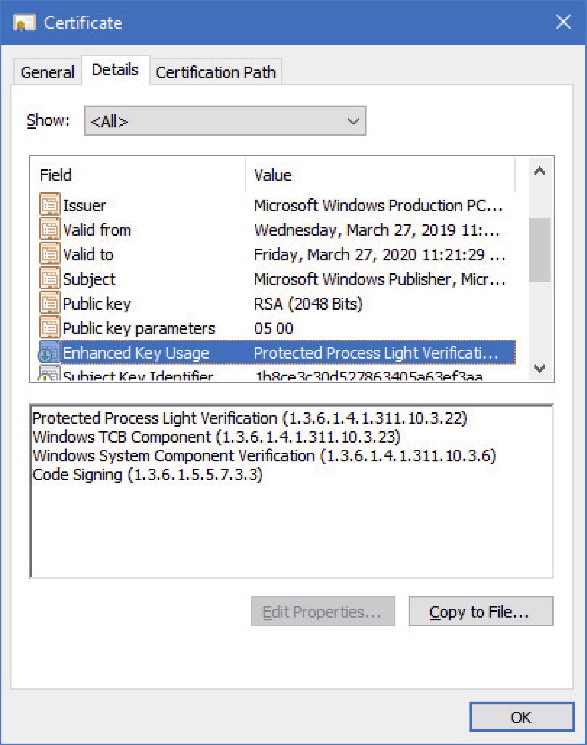 Certificate
General Details Certification Path
Show: <All>
Field Value
Issuer Microsoft Windows Production PC...
Valid from Wednesday, March 27, 2019 11:...
Valid to Friday, March 27, 2020 11:21:29 ...
Subject Microsoft Windows Publisher, Micr...
Public key RSA (2048 Bits)
Public key parameters 05 00
Enhanced Key Usage Protected Process Light Verificati...
Subject Key Identifier 1b8ce3c30d527863405a63ef3aa
Protected Process Light Verification (1.3.6.1.4.1.311.10.3.22)
Windows TCB Component (1.3.6.1.4.1.311.10.3.23)
Windows System Component Verification (1.3.6.1.4.1.311.10.3.6)
Code Signing (1.3.6.1.5.5.7.3.3)
Edit Properties... Copy to File...
OK